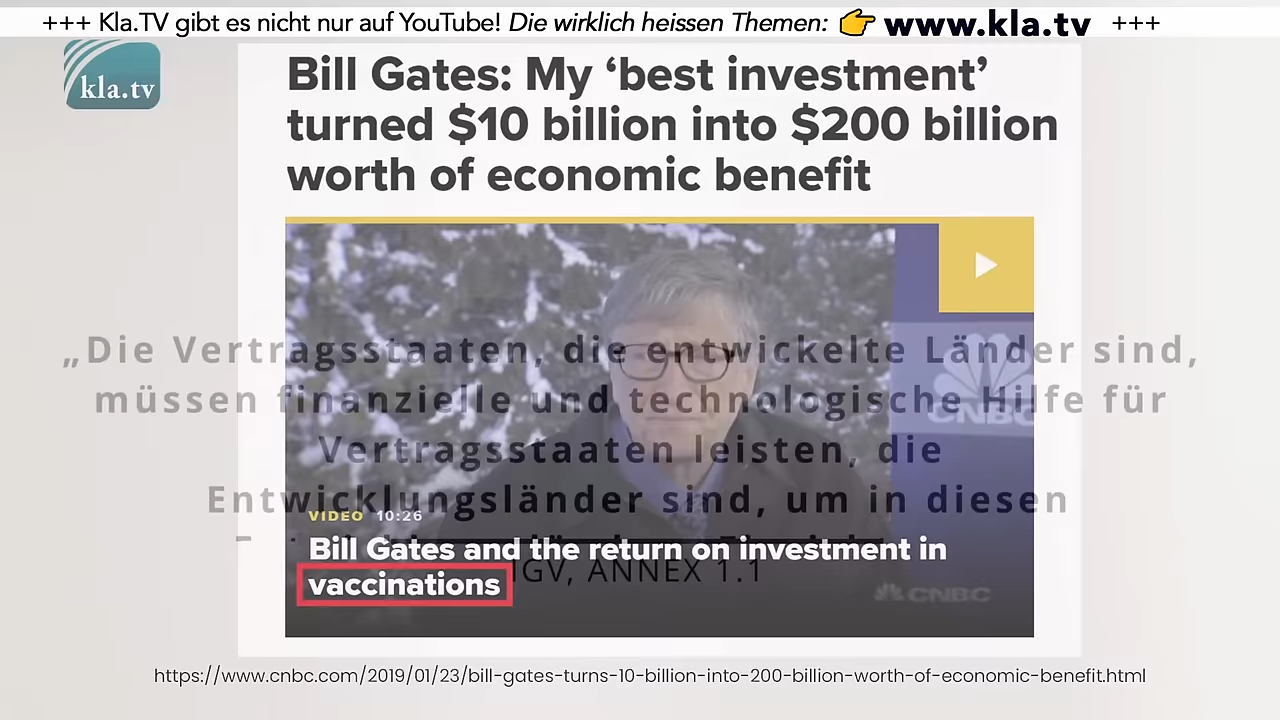 +++ Kla.TV gibt es nicht nur auf YouTube! Die wirklich heissen Themen: 👉 www.kla.tv +++
kla.tv
Bill Gates: My ‘best investment’
turned $10 billion into $200 billion
worth of economic benefit
„Die Vertragsstaaten, die entwickelte Länder sind,
müssen finanzielle und technologische Hilfe für
CNBC
Vertragsstaaten leisten, die
Entwicklungsländer sind, um in diesen
VIDEO 10:26
Bill Gates and the return on investment in
vaccinations
IGV, ANNEX 1.1
CNBC
https://www.cnbc.com/2019/01/23/bill-gates-turns-10-billion-into-200-billion-worth-of-economic-benefit.html